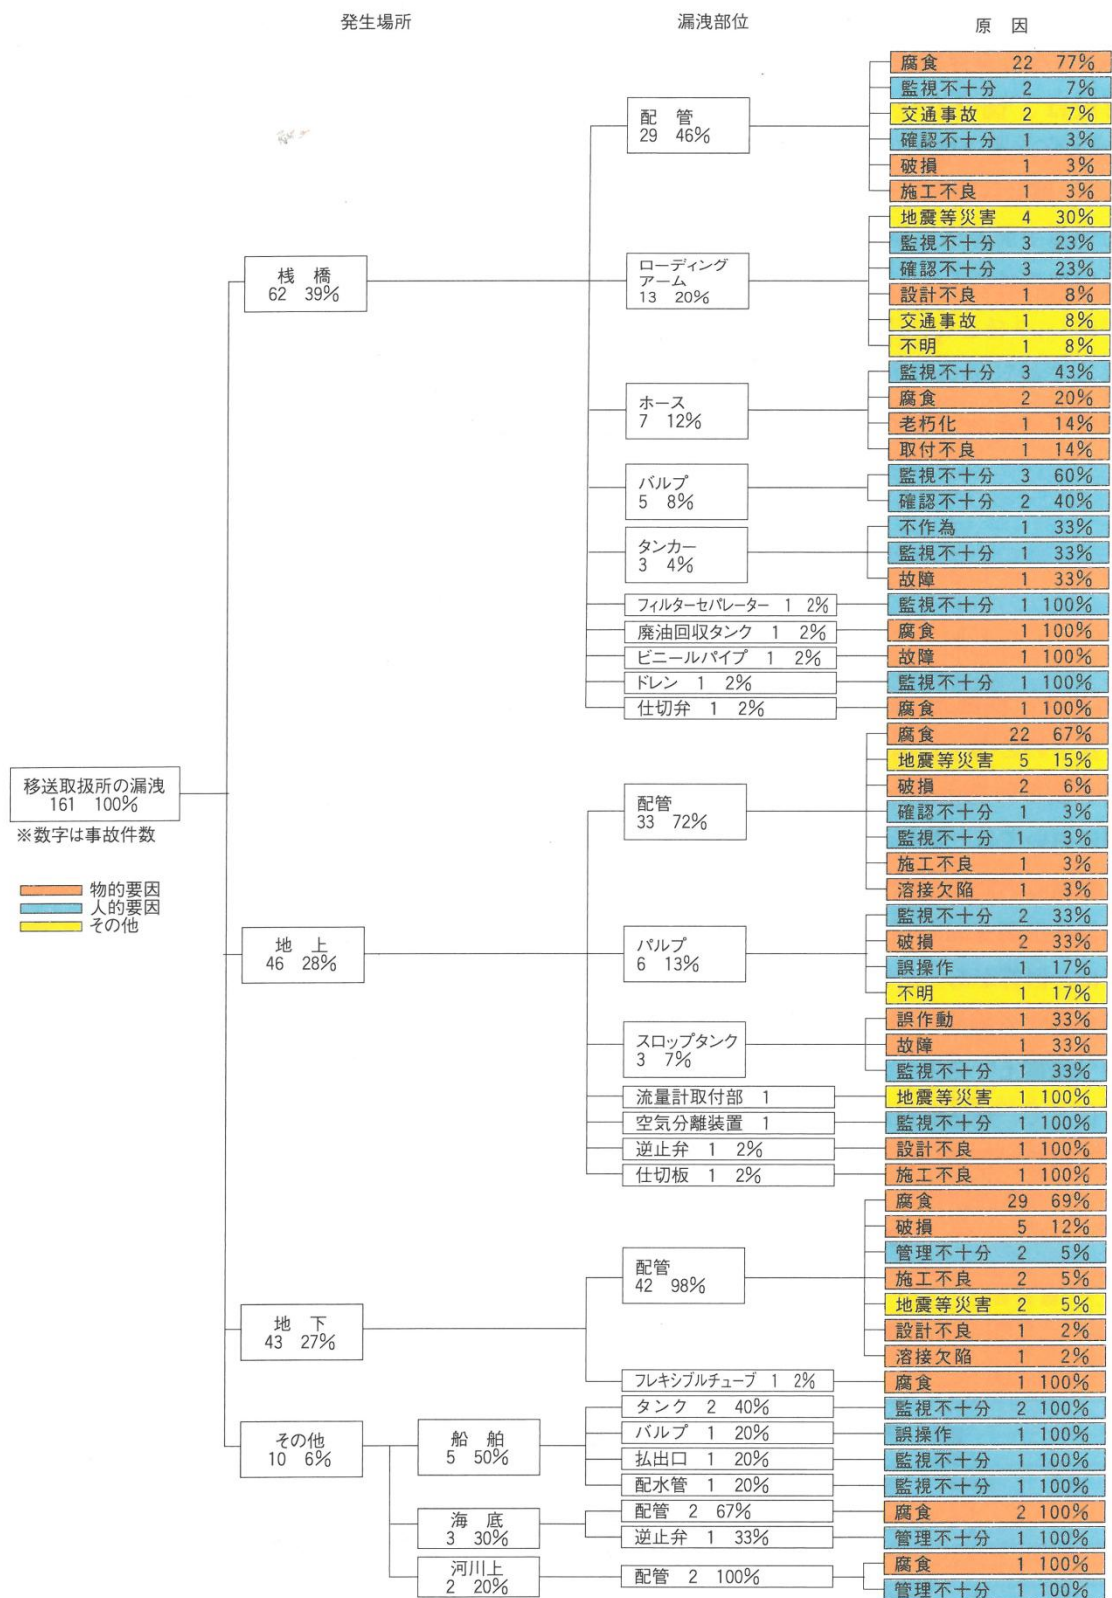 発生場所
漏洩部位
原 因
移送取扱所の漏洩
161 100%
※数字は事故件数
物的要因
人的要因
その他
桟 橋
62 39%
配 管
29 46%
腐食 22 77%
監視不十分 2 7%
交通事故 2 7%
確認不十分 1 3%
破損 1 3%
施工不良 1 3%
ローディング
アーム
13 20%
地震等災害 4 30%
監視不十分 3 23%
確認不十分 3 23%
設計不良 1 8%
交通事故 1 8%
不明 1 8%
ホース
7 12%
監視不十分 3 43%
腐食 2 20%
老朽化 1 14%
取付不良 1 14%
バルブ
5 8%
監視不十分 3 60%
確認不十分 2 40%
タンカー
3 4%
不作為 1 33%
監視不十分 1 33%
故障 1 33%
フィルターセパレーター 1 2%
監視不十分 1 100%
廃油回収タンク 1 2%
腐食 1 100%
ビニールパイプ 1 2%
故障 1 100%
ドレン 1 2%
監視不十分 1 100%
仕切弁 1 2%
腐食 1 100%
地 上
46 28%
配管
33 72%
腐食 22 67%
地震等災害 5 15%
破損 2 6%
確認不十分 1 3%
監視不十分 1 3%
施工不良 1 3%
溶接欠陥 1 3%
バルブ
6 13%
監視不十分 2 33%
破損 2 33%
誤操作 1 17%
不明 1 17%
スロップタンク
3 7%
誤作動 1 33%
故障 1 33%
監視不十分 1 33%
流量計取付部 1
地震等災害 1 100%
空気分離装置 1
監視不十分 1 100%
逆止弁 1 2%
設計不良 1 100%
仕切板 1 2%
施工不良 1 100%
地 下
43 27%
配管
42 98%
腐食 29 69%
破損 5 12%
管理不十分 2 5%
施工不良 2 5%
地震等災害 2 5%
設計不良 1 2%
溶接欠陥 1 2%
フレキシブルチューブ 1 2%
腐食 1 100%
その他
10 6%
船 舶
5 50%
タンク 2 40%
監視不十分 2 100%
バルブ 1 20%
誤操作 1 100%
払出口 1 20%
監視不十分 1 100%
配水管 1 20%
監視不十分 1 100%
海 底
3 30%
配管 2 67%
腐食 2 100%
逆止弁 1 33%
管理不十分 1 100%
河川上
2 20%
配管 2 100%
腐食 1 100%
管理不十分 1 100%